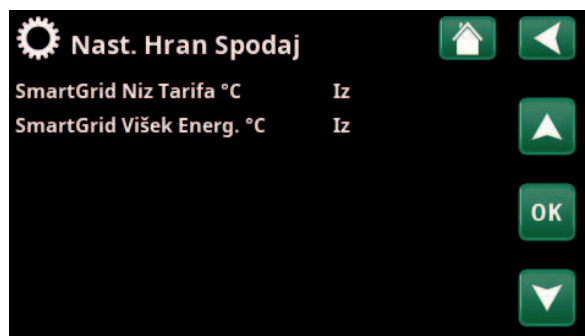 Nast. Hran Spodaj
SmartGrid Niz Tarifa °C Iz
SmartGrid Višek Energ. °C Iz
OK